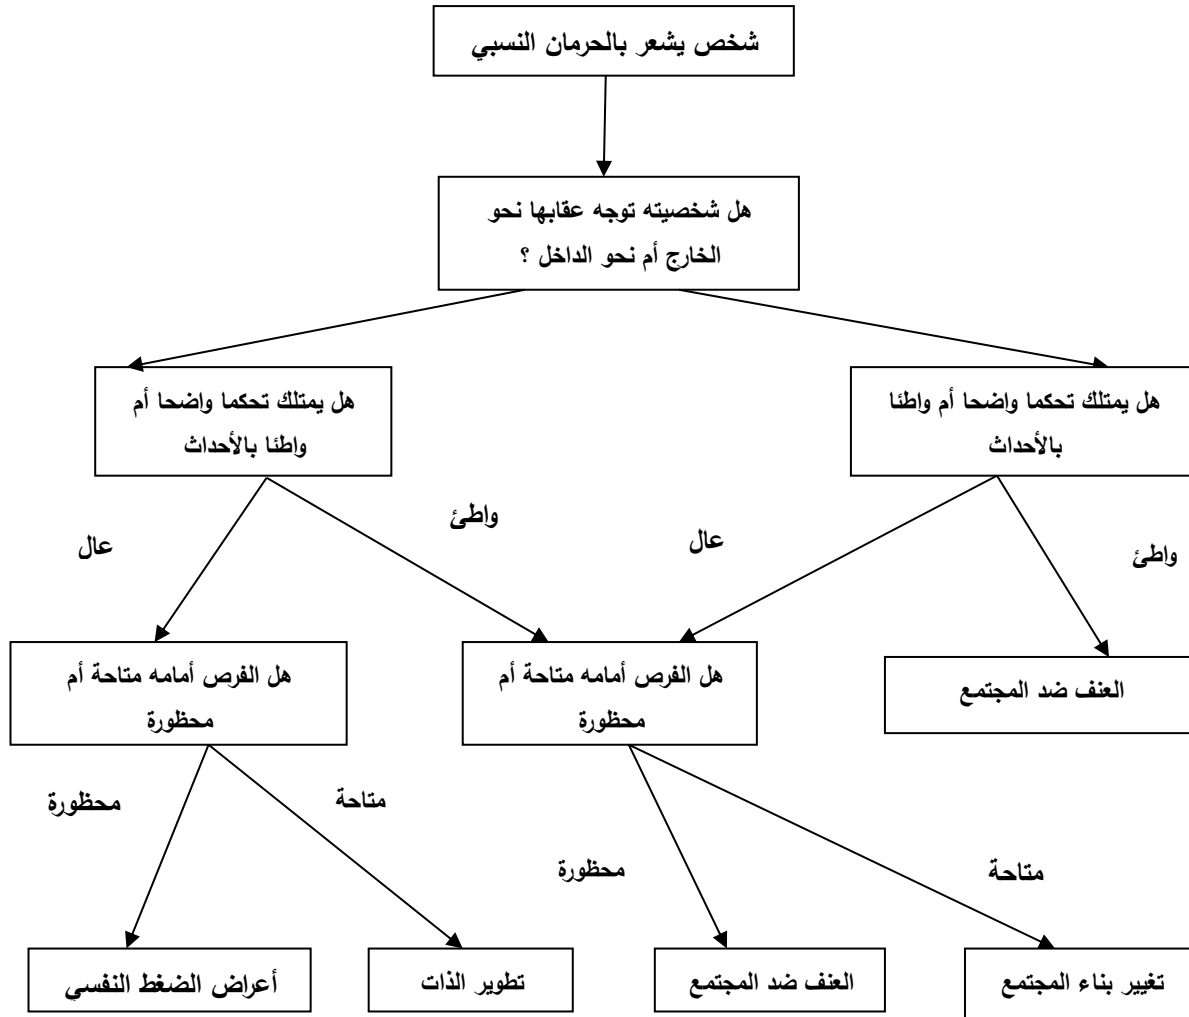 شخص يشعر بالحرمان النسبي
هل شخصيته توجه عقابها نحو
الخارج أم نحو الداخل ؟
هل يمتلك تحكما واضحا أم واطئا
بالأحداث
هل يمتلك تحكما واضحا أم
واطئا بالأحداث
واطئ
عال
واطئ
عال
العنف ضد المجتمع
هل الفرص أمامه متاحة أم
محظورة
هل الفرص أمامه متاحة أم
محظورة
متاحة
محظورة
متاحة
محظورة
تغيير بناء المجتمع
العنف ضد المجتمع
تطوير الذات
أعراض الضغط النفسي